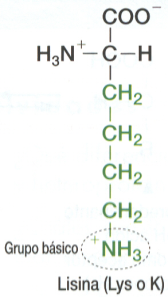 COO⁻
H₃N⁺–C–H
CH₂
CH₂
CH₂
CH₂
Grupo básico ⁺NH₃
Lisina (Lys o K)